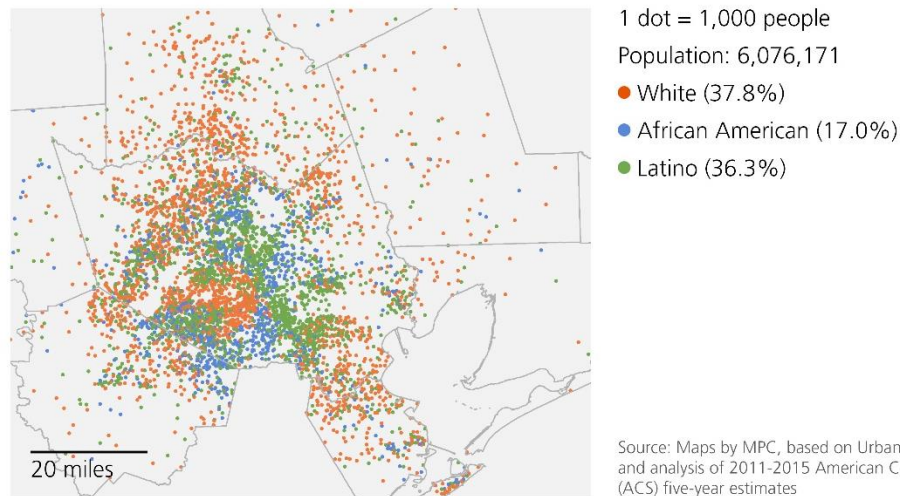 1 dot = 1,000 people
Population: 6,076,171
White (37.8%)
African American (17.0%)
Latino (36.3%)
20 miles
Source: Maps by MPC, based on Urban
and analysis of 2011-2015 American C
(ACS) five-year estimates